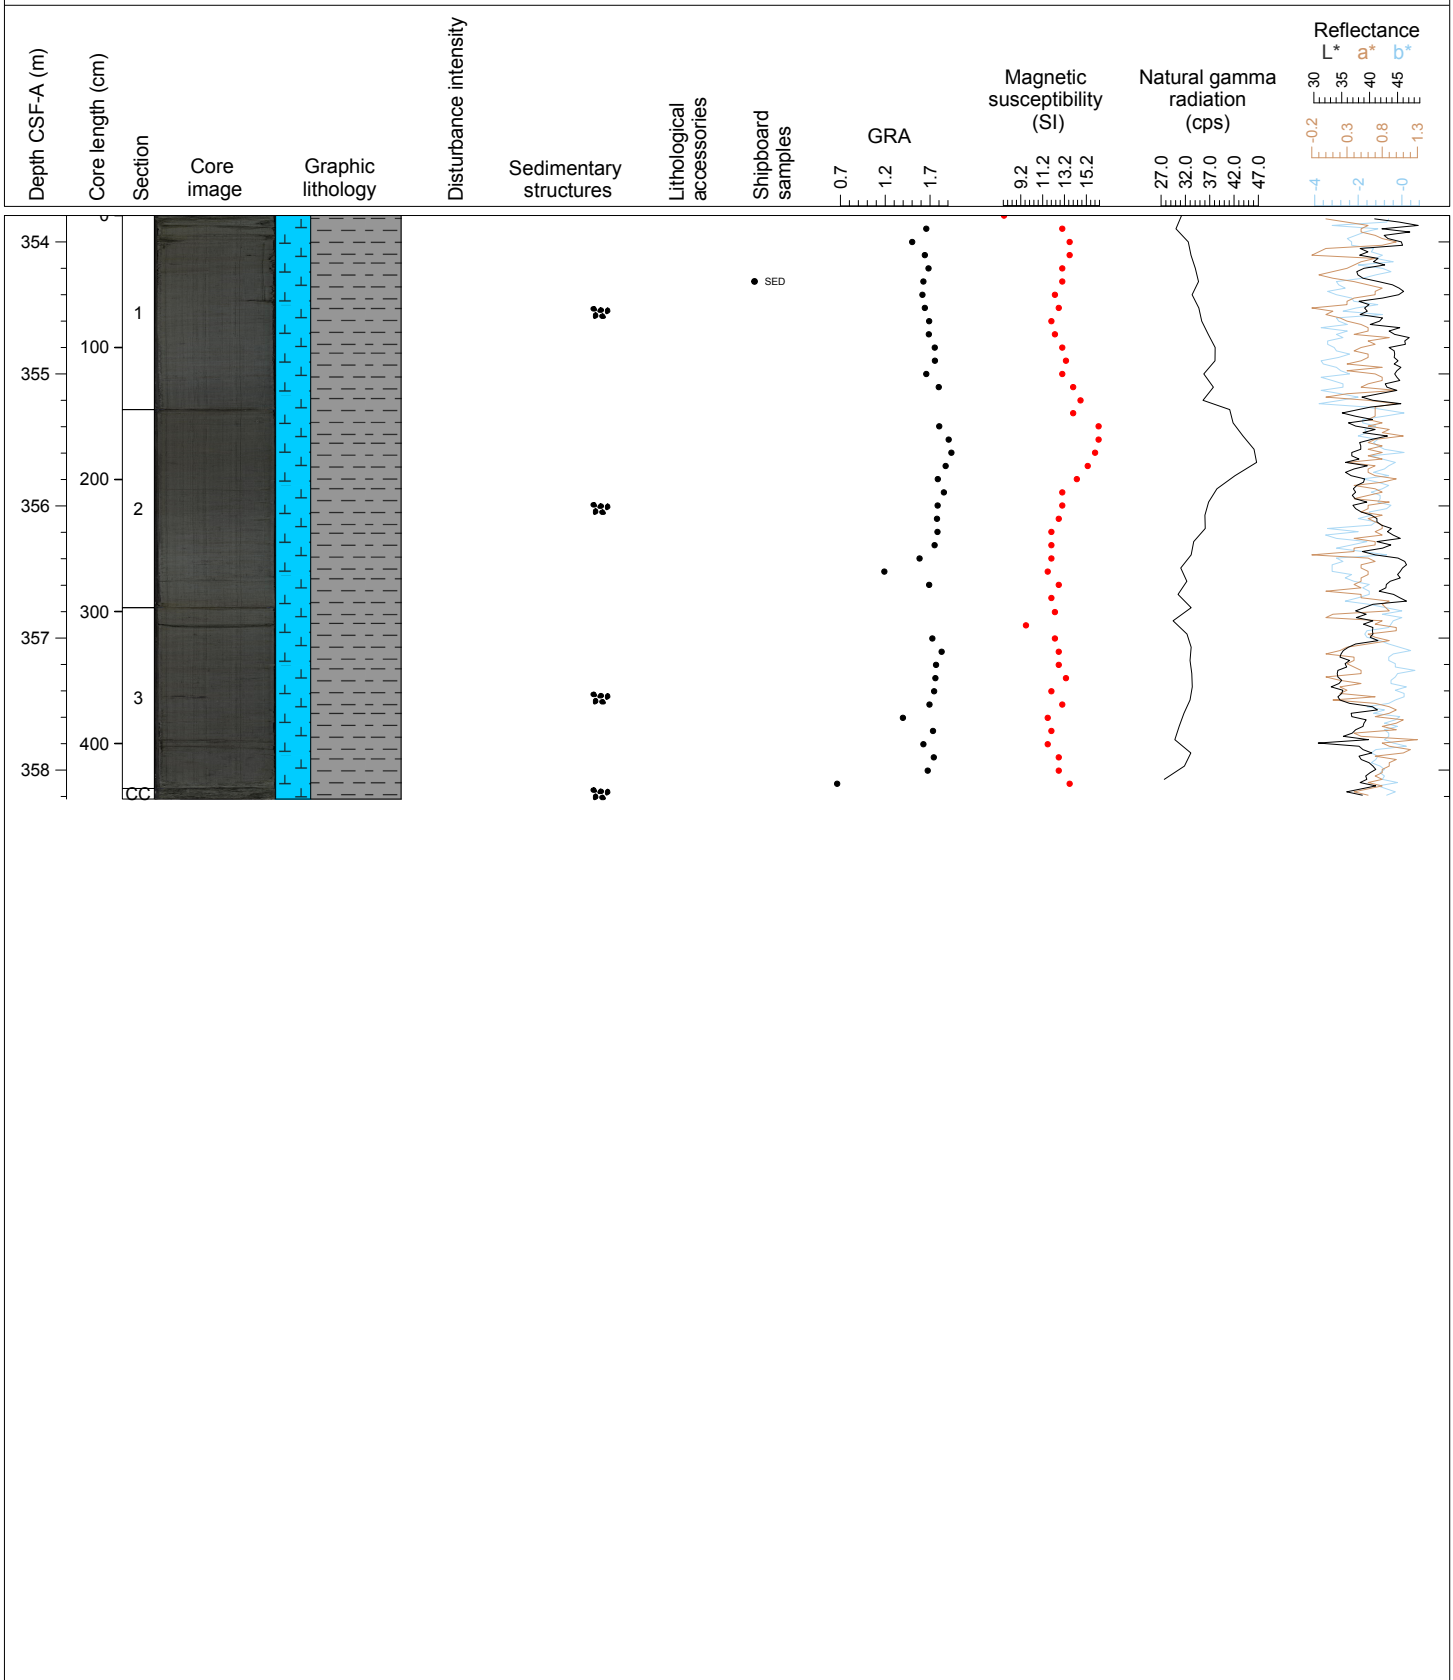 Depth CSF-A (m)
Core length (cm)
Section
Core
image
Graphic
lithology
Disturbance intensity
Sedimentary
structures
Lithological
accessories
Shipboard
samples
GRA
0.7
1.2
1.7
Magnetic
susceptibility
(SI)
9.2
11.2
13.2
15.2
Natural gamma
radiation
(cps)
27.0
32.0
37.0
42.0
47.0
Reflectance
L* a* b*
30
35
40
45
-0.2
0.3
0.8
1.3
-4
-2
-0
0
354
SED
1
100
355
200
2
356
300
357
3
400
358
CC